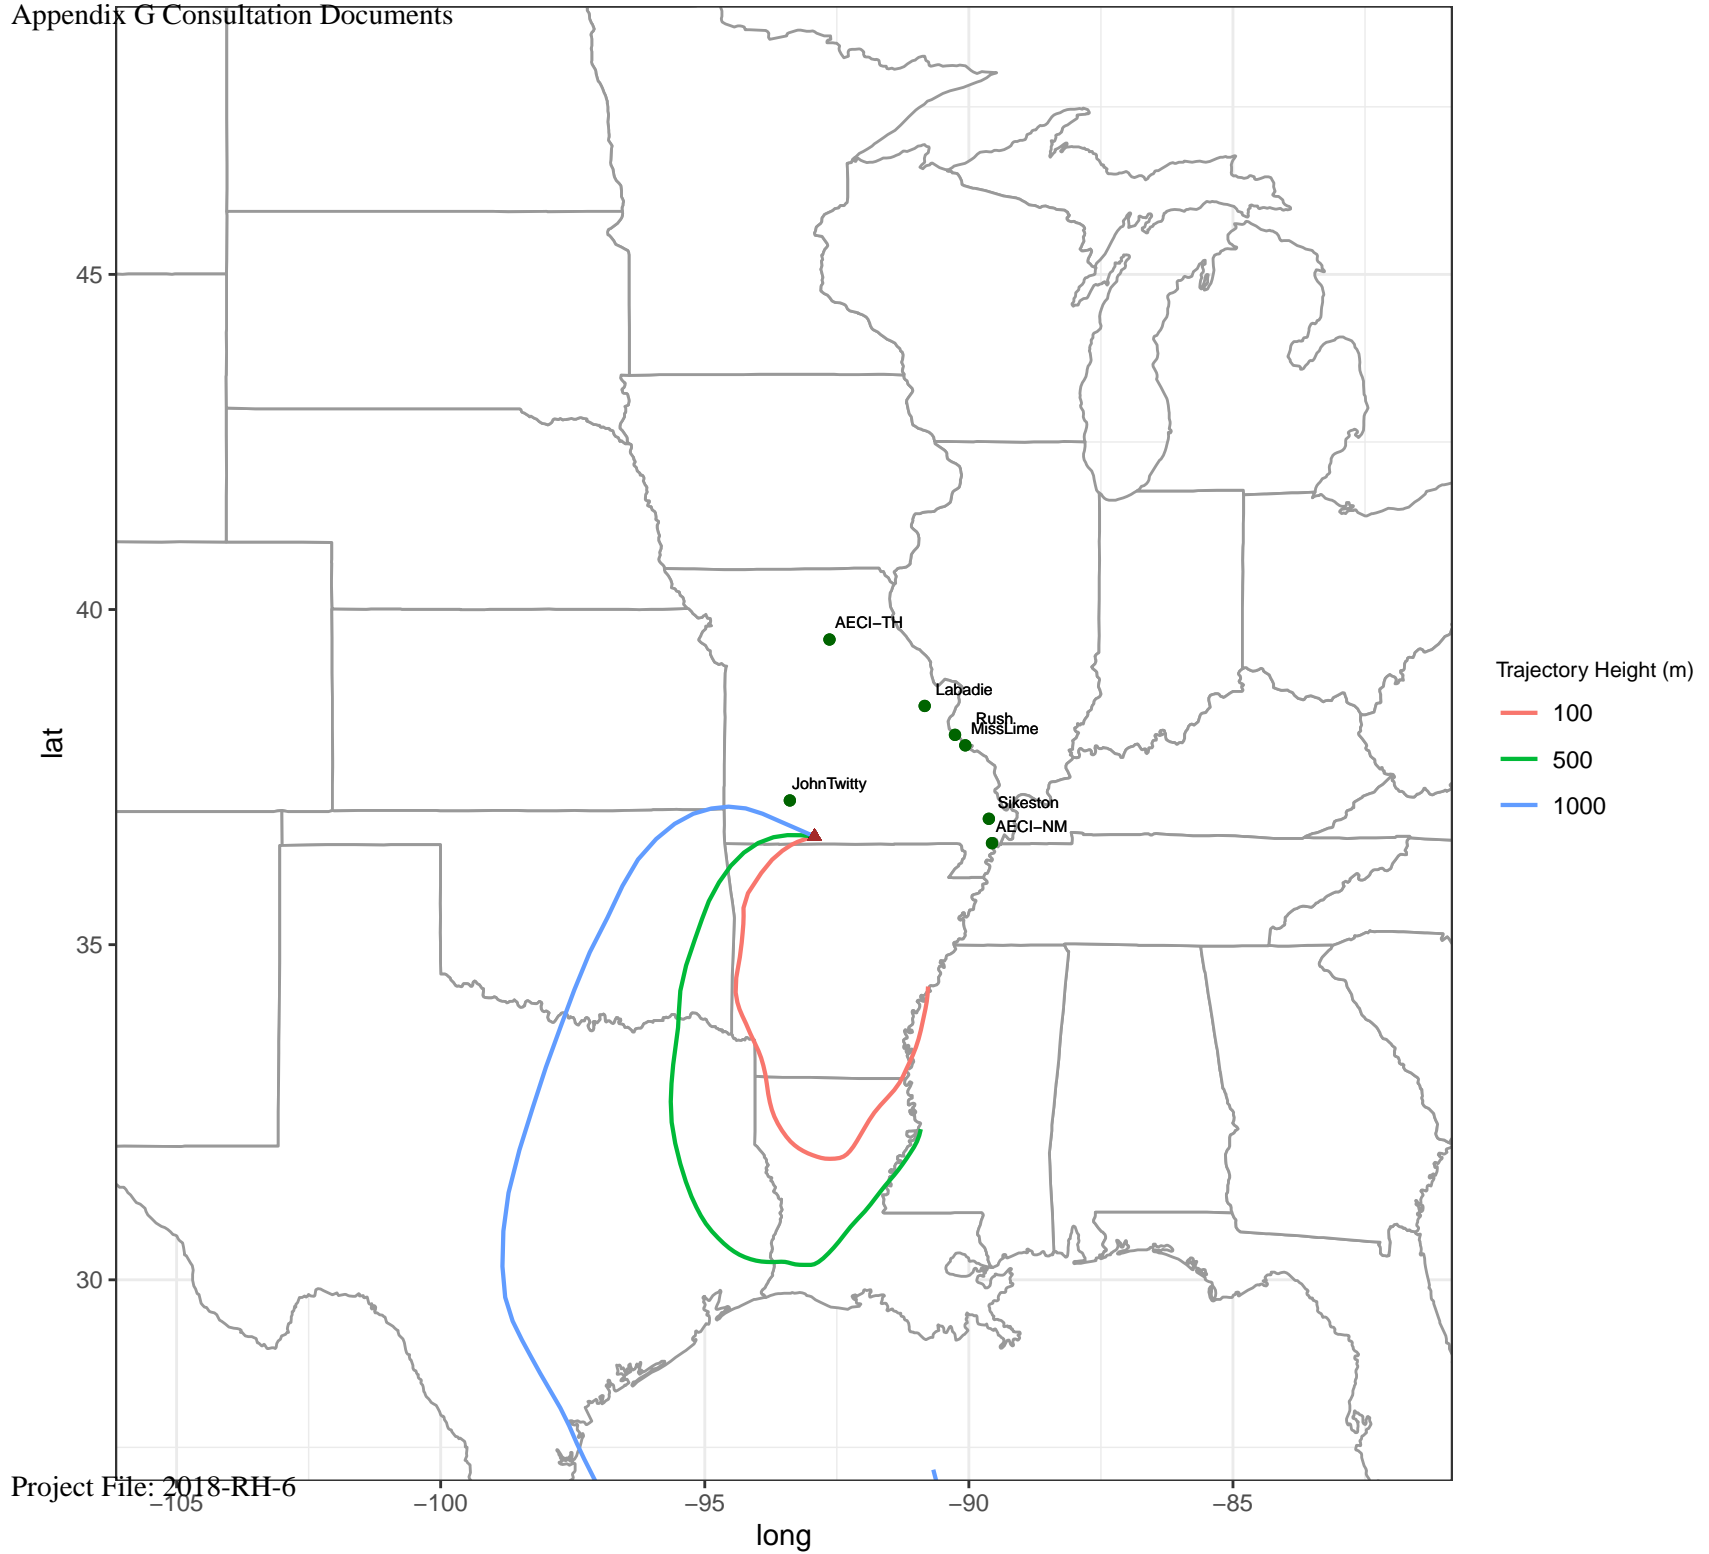 Appendix G Consultation Documents
45
40
35
30
lat
AECI−TH
Labadie
Rush
MissLime
JohnTwitty
Sikeston
AECI−NM
Trajectory Height (m)
100
500
1000
Project File: 2018-RH-6
−105
−100
−95
−90
−85
long